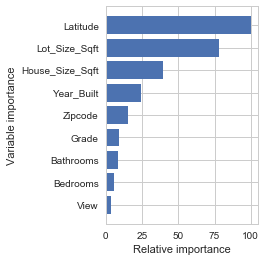 Variable importance
Latitude
Lot_Size_Sqft
House_Size_Sqft
Year_Built
Zipcode
Grade
Bathrooms
Bedrooms
View
0 25 50 75 100
Relative importance